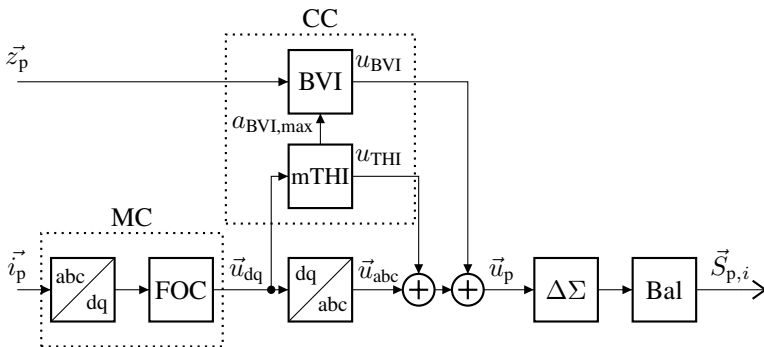 CC
z⃗p
BVI
uBVI
aBVI,max
mTHI
uTHI
MC
i⃗p
abc
dq
FOC
u⃗dq
dq
abc
u⃗abc
+
+
u⃗p
ΔΣ
Bal
S⃗p,i